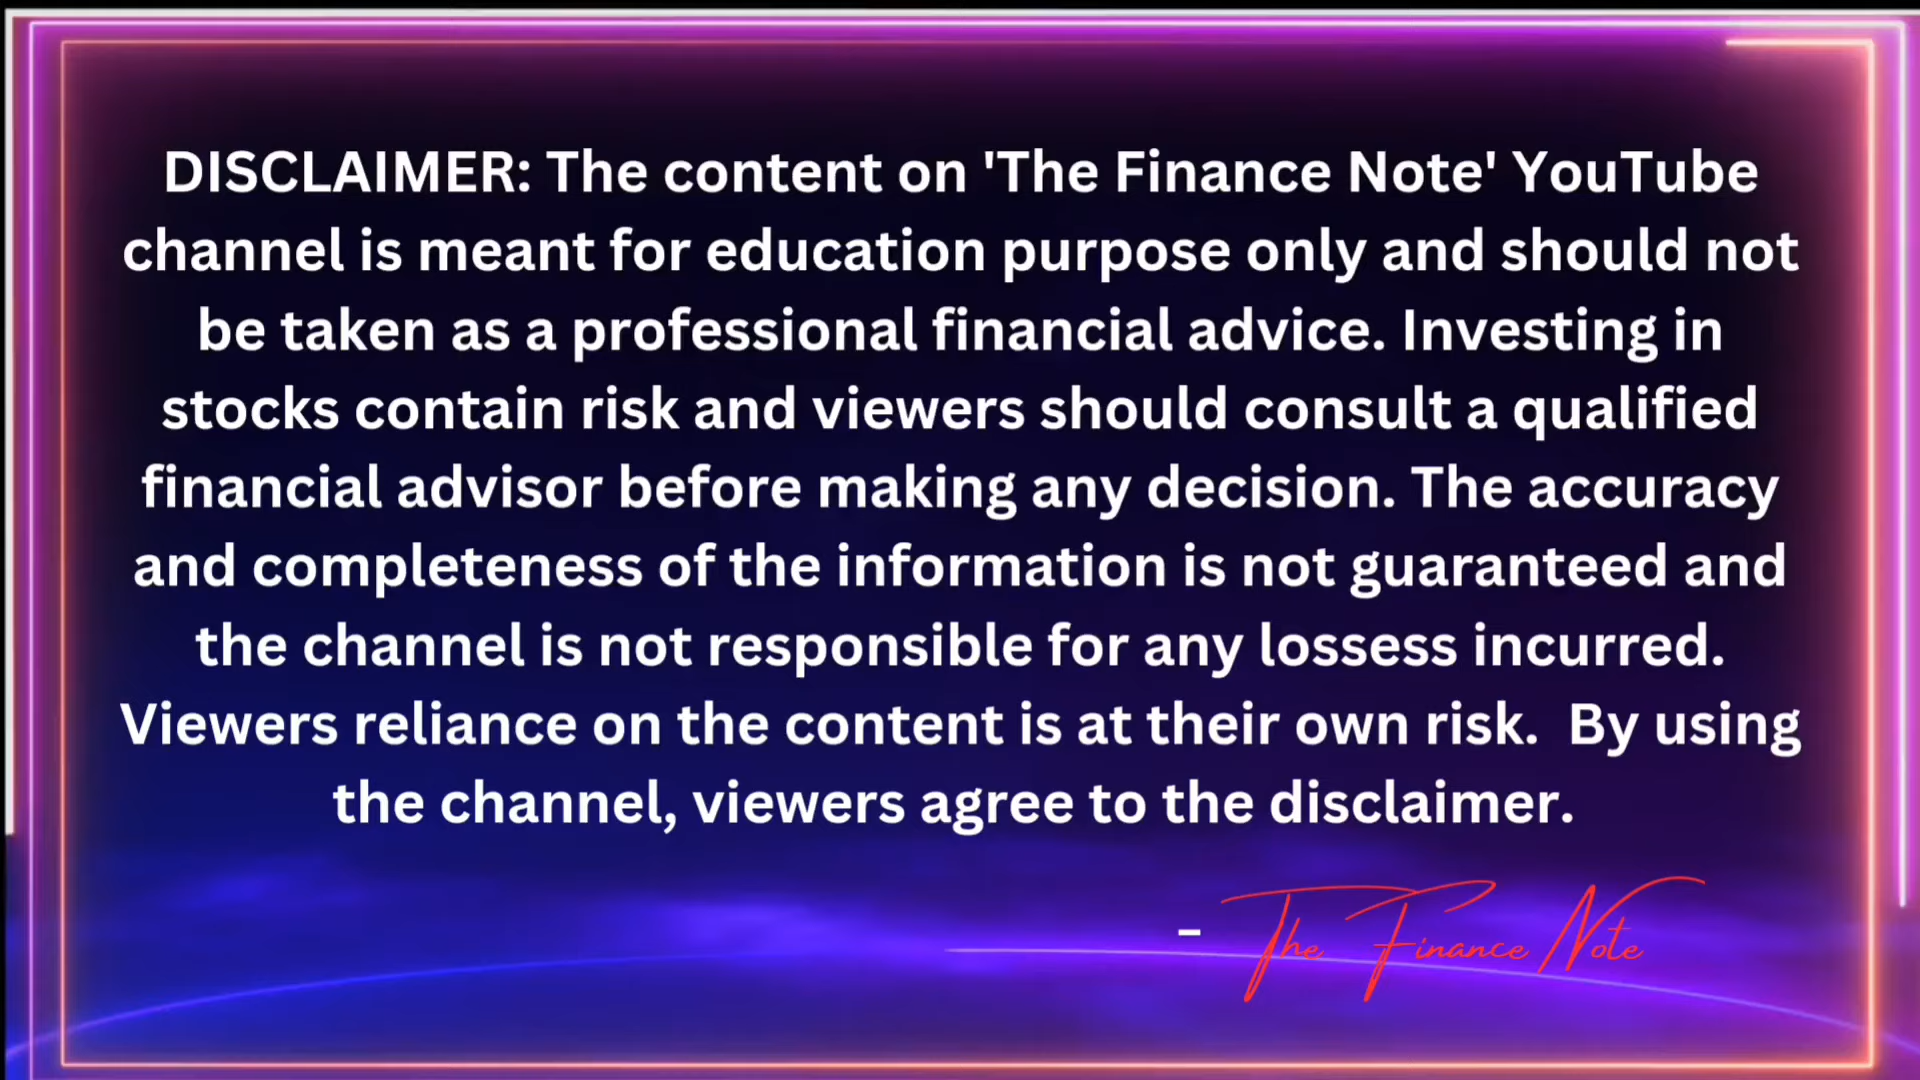 DISCLAIMER: The content on 'The Finance Note' YouTube
channel is meant for education purpose only and should not
be taken as a professional financial advice. Investing in
stocks contain risk and viewers should consult a qualified
financial advisor before making any decision. The accuracy
and completeness of the information is not guaranteed and
the channel is not responsible for any lossess incurred.
Viewers reliance on the content is at their own risk.  By using
the channel, viewers agree to the disclaimer.
- The Finance Note